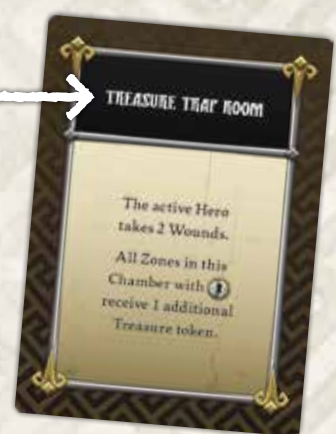 TREASURE TRAP ROOM
The active Hero
takes 2 Wounds.
All Zones in this
Chamber with
receive 1 additional
Treasure token.